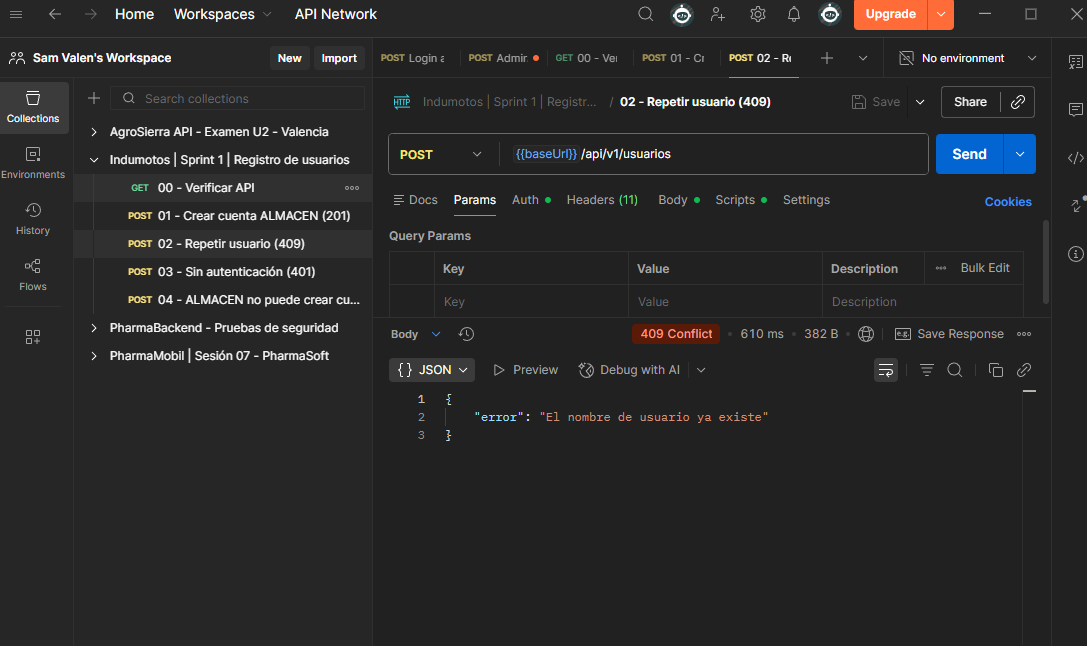 Home Workspaces API Network Upgrade
Sam Valen's Workspace New Import
POST Login a POST Admin GET 00 - Ver POST 01 - Cr POST 02 - Re No environment
Collections
Environments
History
Flows
Search collections
AgroSierra API - Examen U2 - Valencia
Indumotos | Sprint 1 | Registro de usuarios
GET 00 - Verificar API
POST 01 - Crear cuenta ALMACEN (201)
POST 02 - Repetir usuario (409)
POST 03 - Sin autenticación (401)
POST 04 - ALMACEN no puede crear cu...
PharmaBackend - Pruebas de seguridad
PharmaMobil | Sesión 07 - PharmaSoft
HTTP Indumotos | Sprint 1 | Registr... / 02 - Repetir usuario (409) Save Share
POST {{baseUrl}} /api/v1/usuarios Send
Docs Params Auth Headers (11) Body Scripts Settings Cookies
Query Params
Key Value Description Bulk Edit
Key Value Description
Body 409 Conflict 610 ms 382 B Save Response
{} JSON Preview Debug with AI
1 {
2 "error": "El nombre de usuario ya existe"
3 }